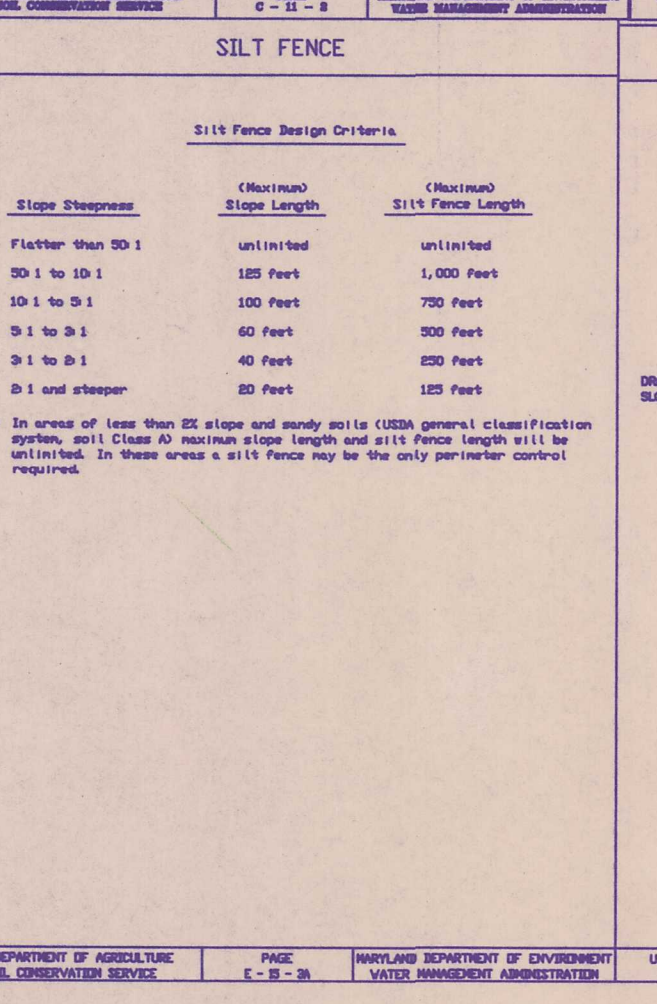 SOIL CONSERVATION SERVICE
C - 11 - 3
WATER MANAGEMENT ADMINISTRATION
SILT FENCE
Silt Fence Design Criteria
Slope Steepness (Maximum) Slope Length (Maximum) Silt Fence Length
Flatter than 50:1 unlimited unlimited
50:1 to 10:1 125 feet 1,000 feet
10:1 to 5:1 100 feet 750 feet
5:1 to 3:1 60 feet 500 feet
3:1 to 2:1 40 feet 250 feet
2:1 and steeper 20 feet 125 feet
In areas of less than 2% slope and sandy soils (USDA general classification
system, soil Class A) maximum slope length and silt fence length will be
unlimited. In these areas a silt fence may be the only perimeter control
required.
DEPARTMENT OF AGRICULTURE
SOIL CONSERVATION SERVICE
PAGE
E - 15 - 3A
MARYLAND DEPARTMENT OF ENVIRONMENT
WATER MANAGEMENT ADMINISTRATION